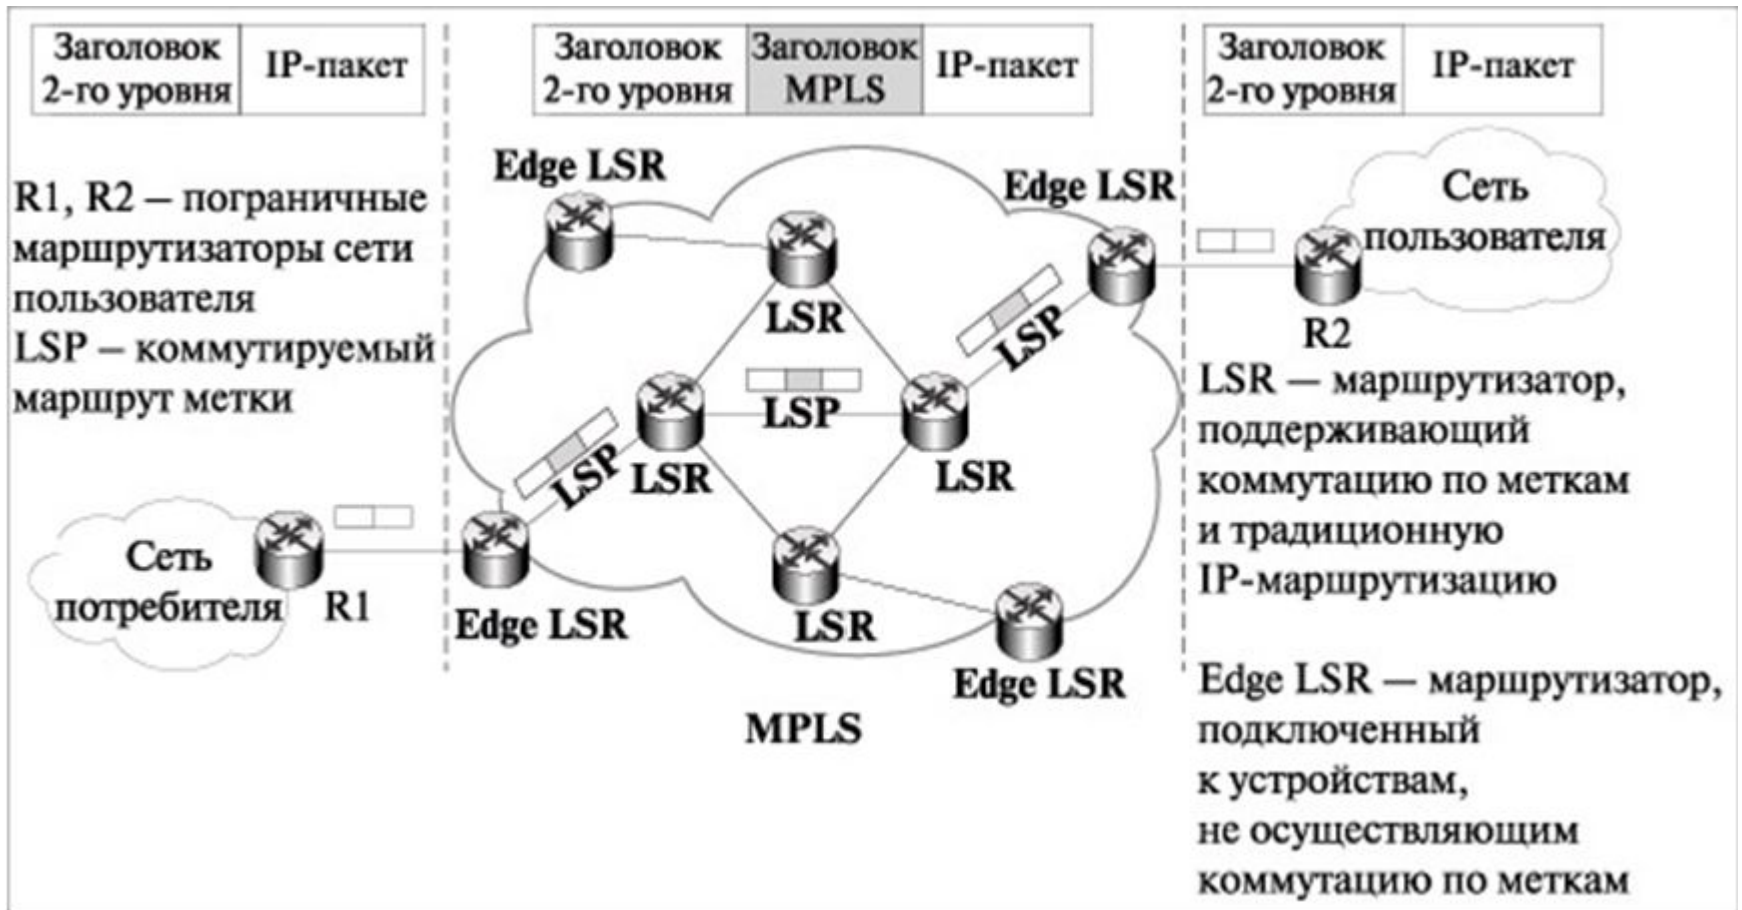 Заголовок
2-го уровня
IP-пакет
Заголовок
2-го уровня
Заголовок
MPLS
IP-пакет
Заголовок
2-го уровня
IP-пакет
R1, R2 — пограничные
маршрутизаторы сети
пользователя
LSP — коммутируемый
маршрут метки
Edge LSR
Edge LSR
Сеть
пользователя
LSR
LSP
R2
LSP
LSR
LSP
LSR
Сеть
потребителя
R1
Edge LSR
LSR
Edge LSR
MPLS
LSR — маршрутизатор,
поддерживающий
коммутацию по меткам
и традиционную
IP-маршрутизацию
Edge LSR — маршрутизатор,
подключенный
к устройствам,
не осуществляющим
коммутацию по меткам